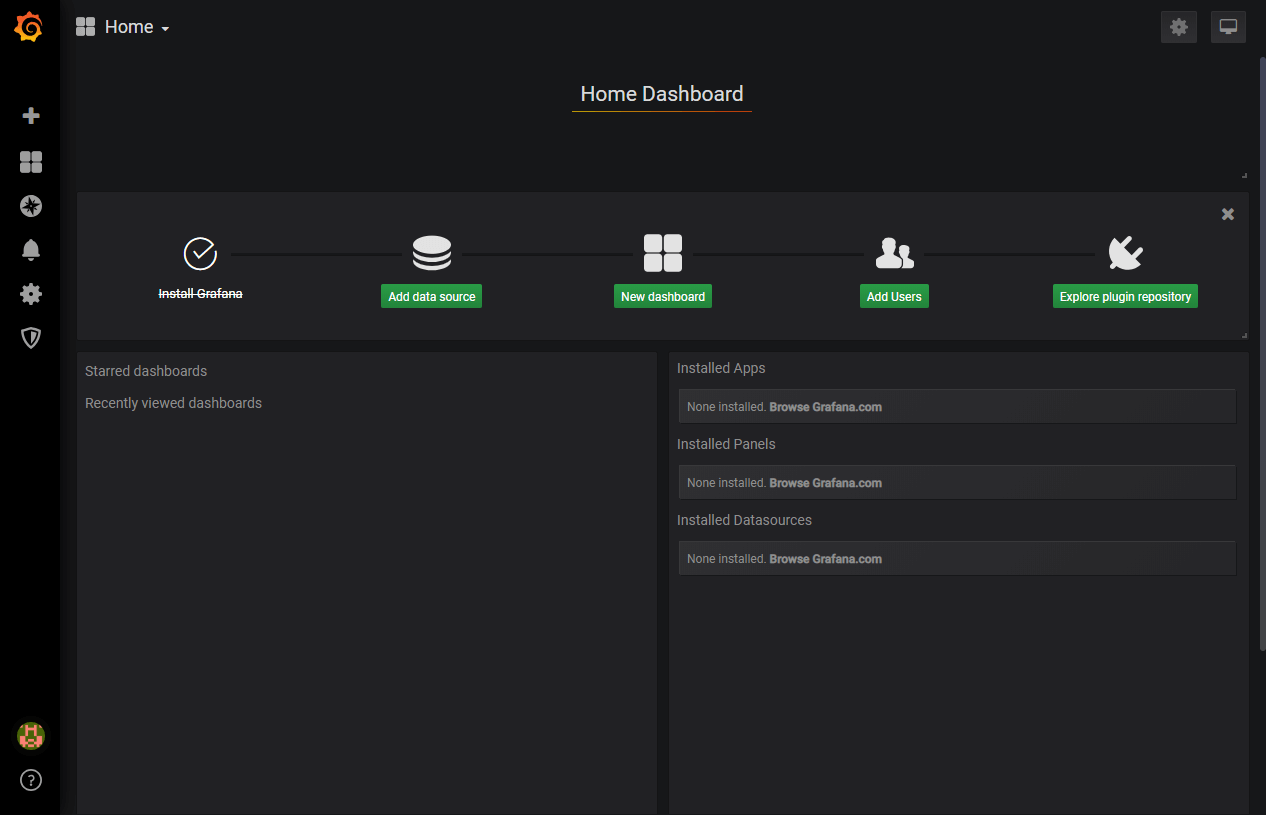 Home
Home Dashboard
Install Grafana
Add data source
New dashboard
Add Users
Explore plugin repository
Starred dashboards
Recently viewed dashboards
Installed Apps
None installed. Browse Grafana.com
Installed Panels
None installed. Browse Grafana.com
Installed Datasources
None installed. Browse Grafana.com
?